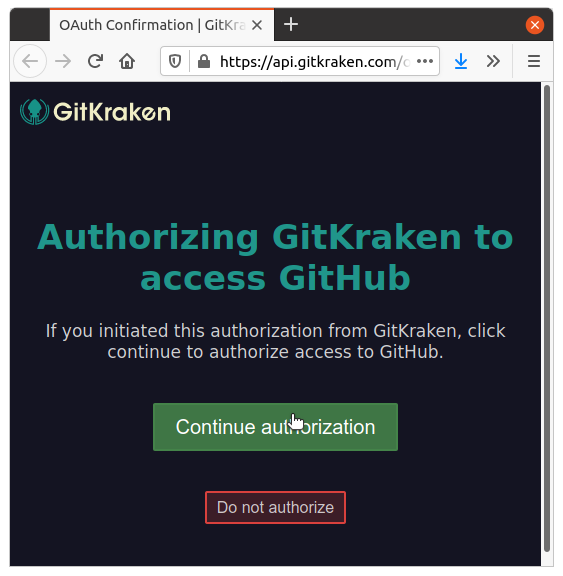 OAuth Confirmation | GitKra
https://api.gitkraken.com/
GitKraken
Authorizing GitKraken to
access GitHub
If you initiated this authorization from GitKraken, click
continue to authorize access to GitHub.
Continue authorization
Do not authorize